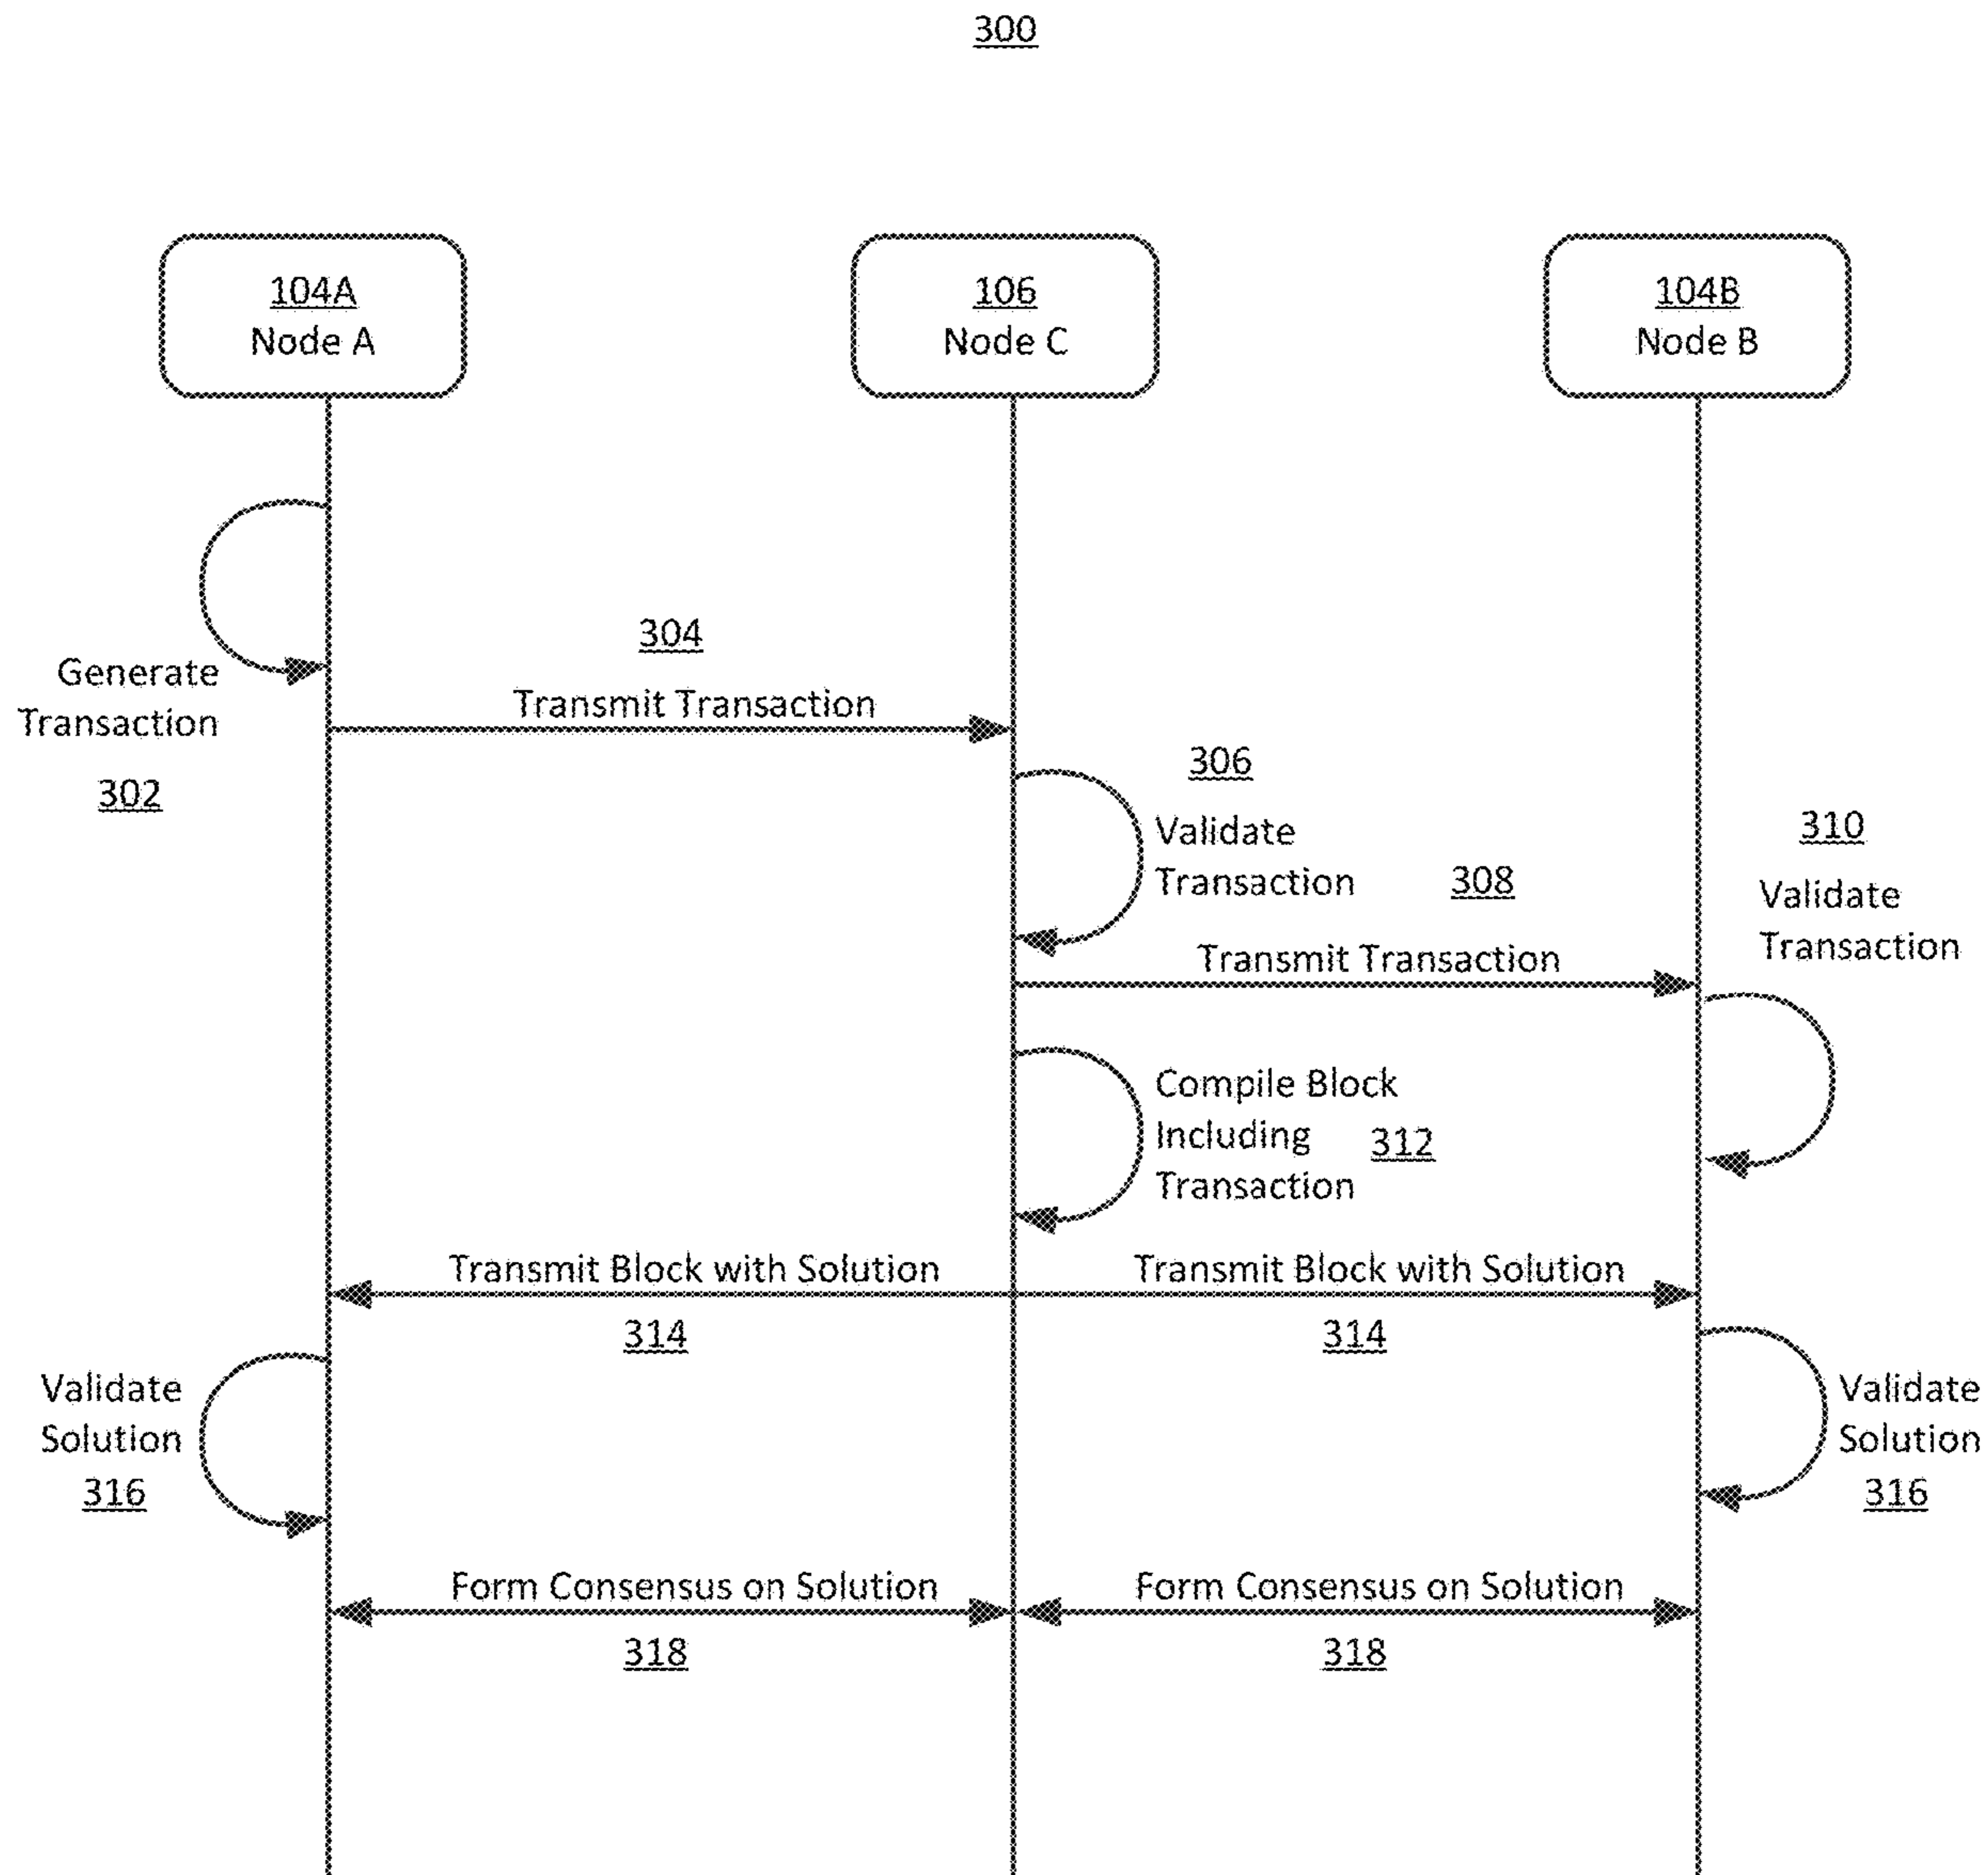 300
104A
Node A
106
Node C
104B
Node B
Generate
Transaction
302
304
Transmit Transaction
306
Validate
Transaction
308
Transmit Transaction
310
Validate
Transaction
Compile Block
Including
Transaction
312
Transmit Block with Solution
314
Transmit Block with Solution
314
Validate
Solution
316
Validate
Solution
316
Form Consensus on Solution
318
Form Consensus on Solution
318